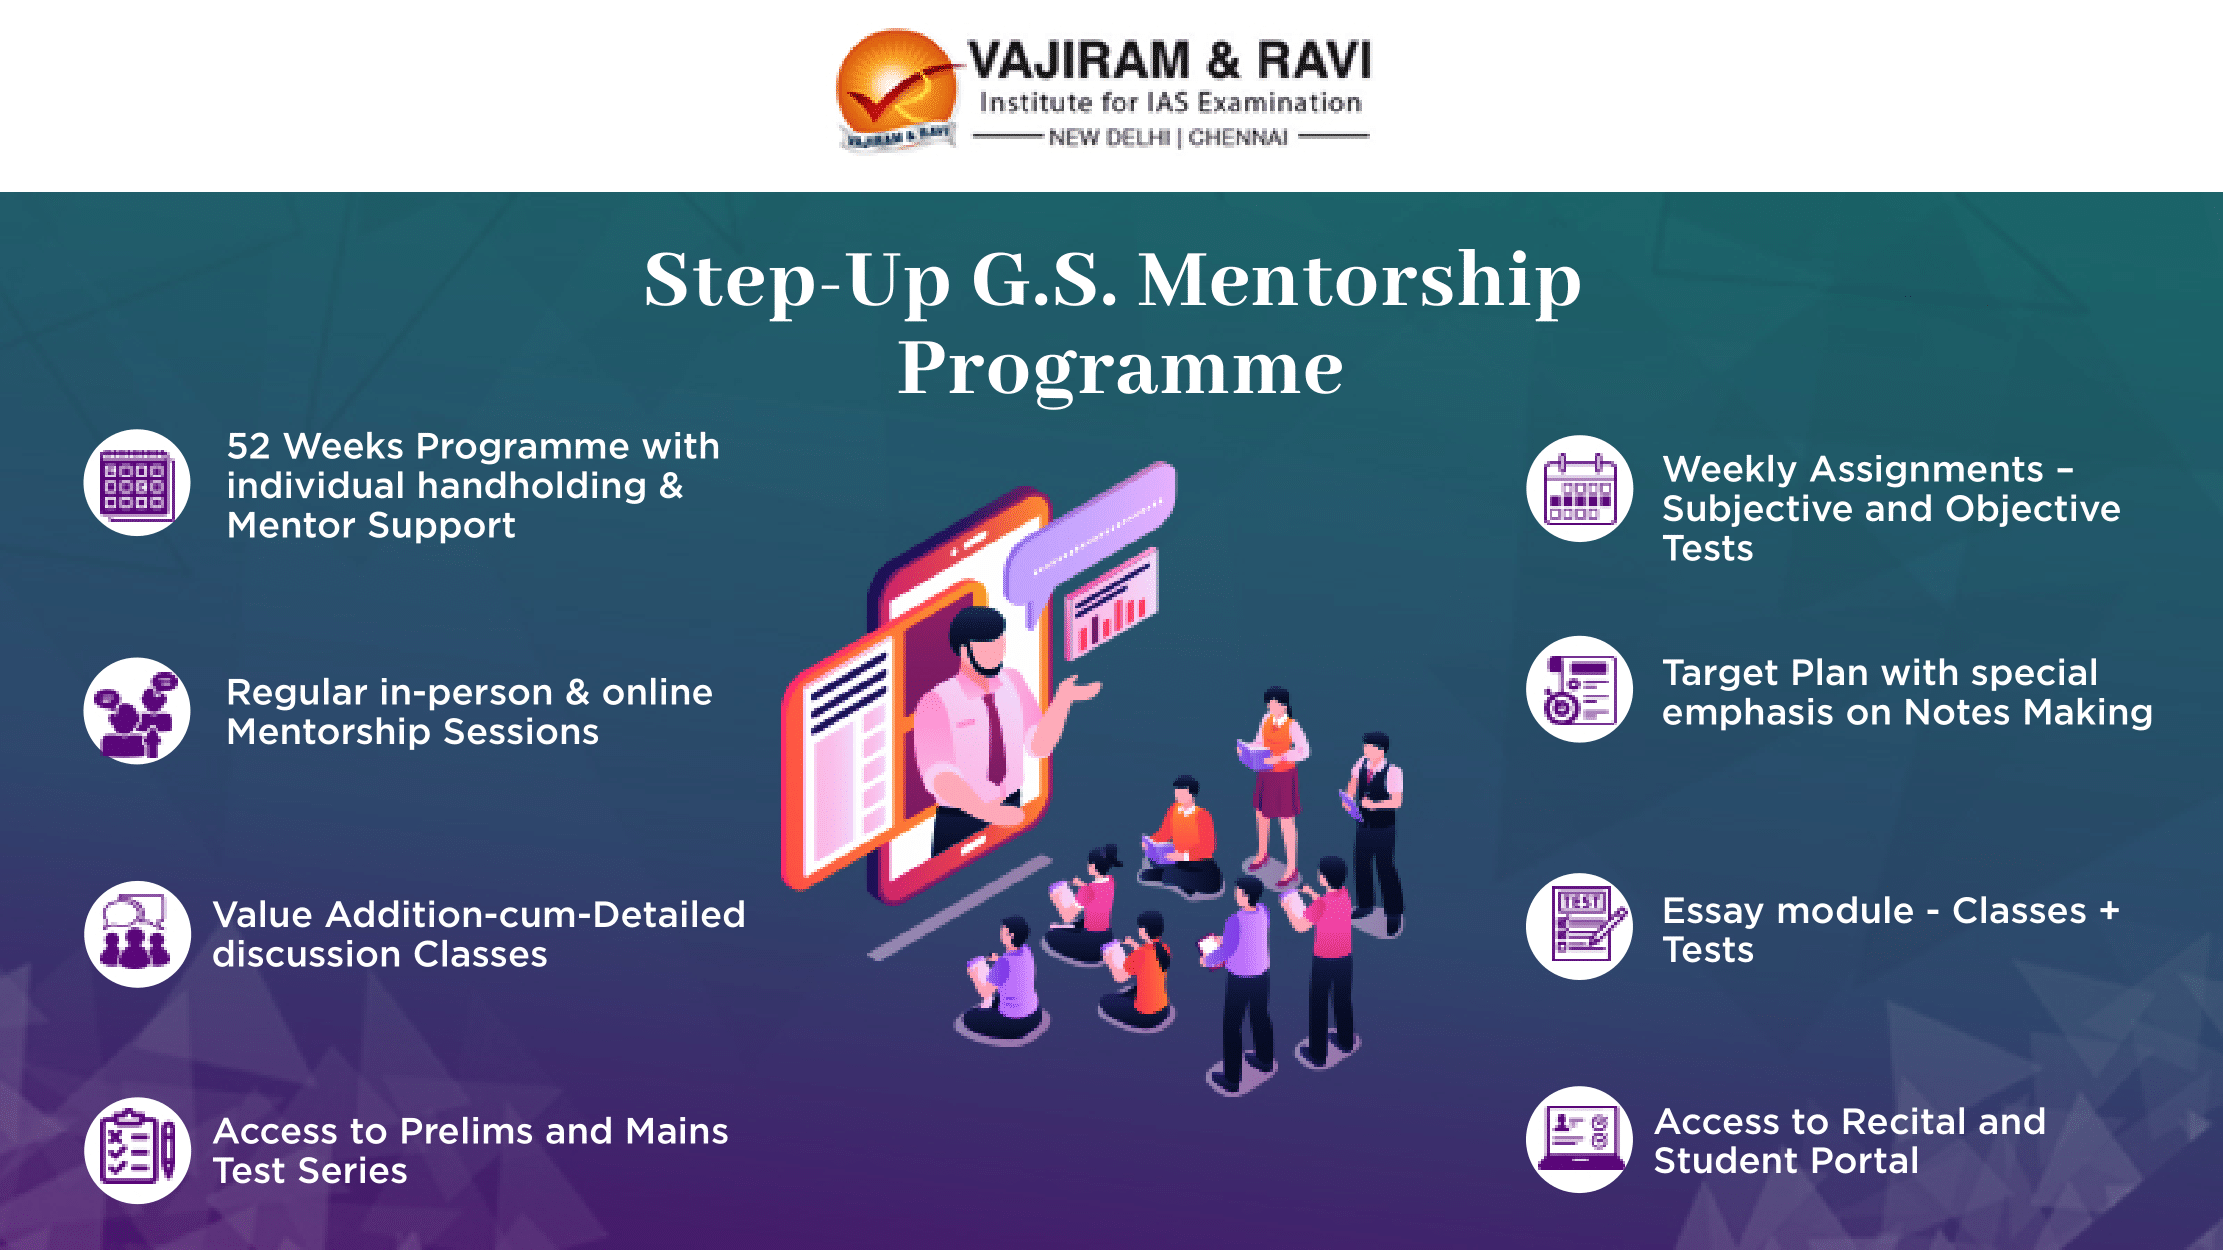 VAJIRAM & RAVI
Institute for IAS Examination
NEW DELHI | CHENNAI
VAJIRAM & RAVI
Step-Up G.S. Mentorship
Programme
52 Weeks Programme with
individual handholding &
Mentor Support
Regular in-person & online
Mentorship Sessions
Value Addition-cum-Detailed
discussion Classes
Access to Prelims and Mains
Test Series
Weekly Assignments –
Subjective and Objective
Tests
Target Plan with special
emphasis on Notes Making
TEST
Essay module - Classes +
Tests
Access to Recital and
Student Portal